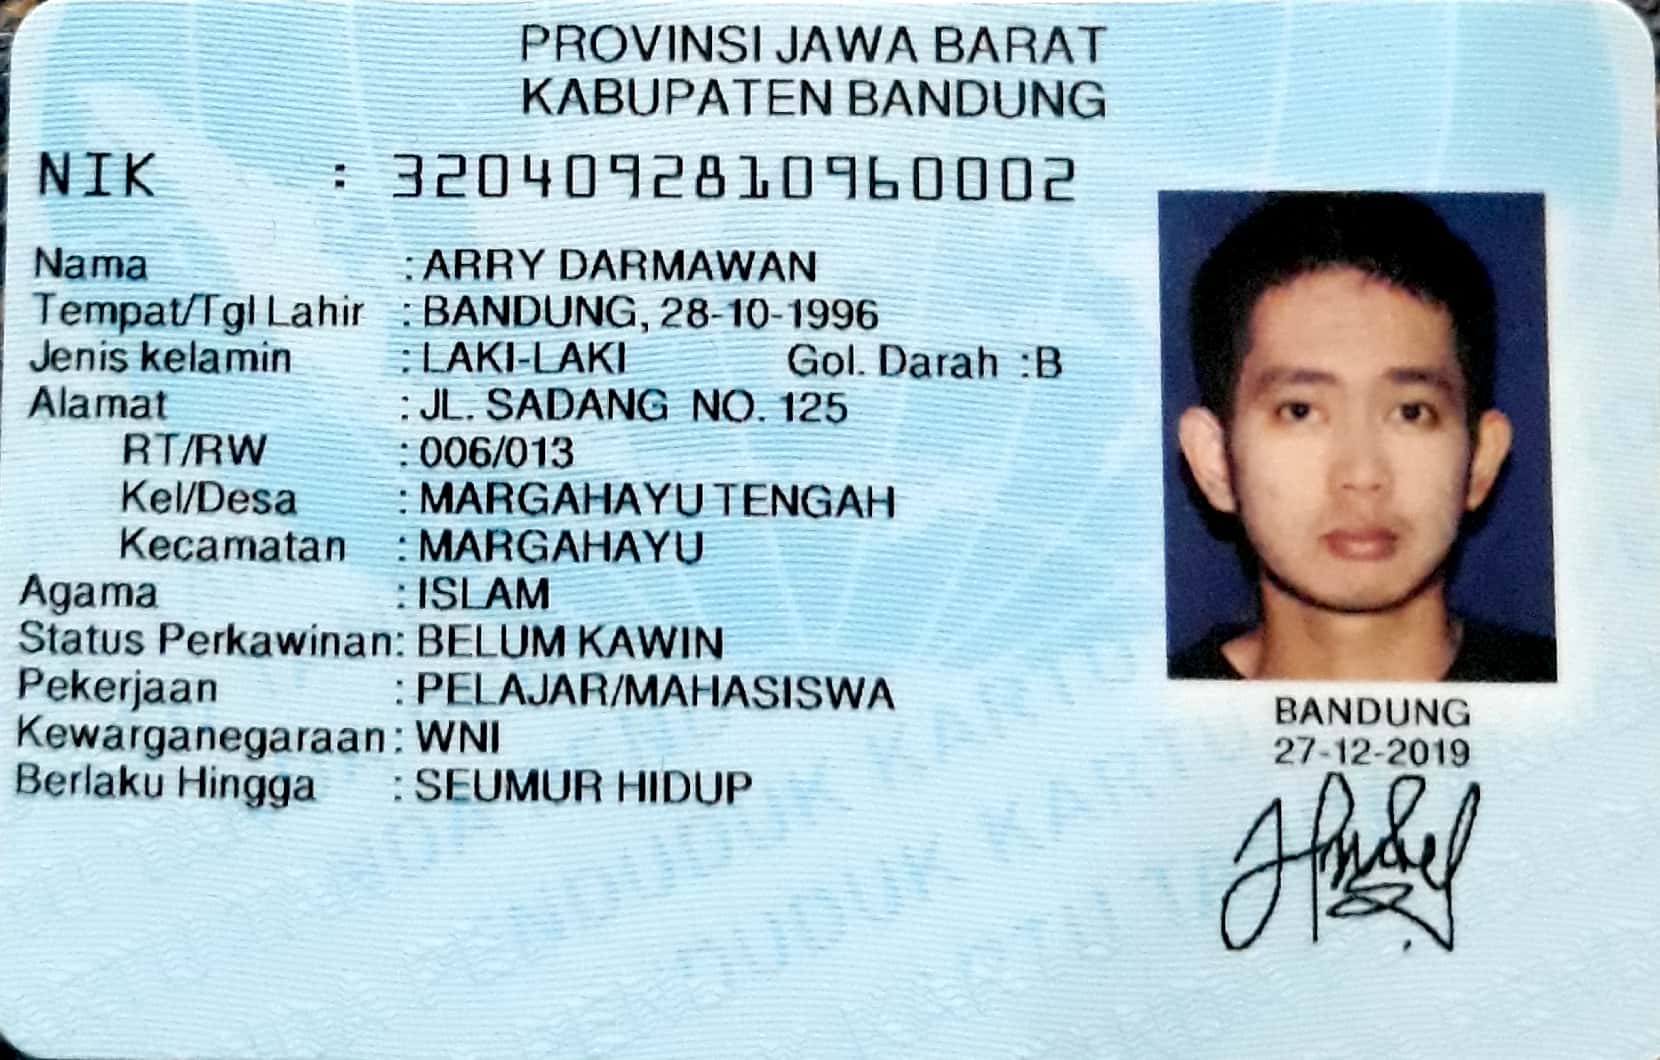 PROVINSI JAWA BARAT
KABUPATEN BANDUNG
NIK : 3204092810960002
Nama : ARRY DARMAWAN
Tempat/Tgl Lahir : BANDUNG, 28-10-1996
Jenis kelamin : LAKI-LAKI Gol. Darah : B
Alamat : JL. SADANG NO. 125
RT/RW : 006/013
Kel/Desa : MARGAHAYU TENGAH
Kecamatan : MARGAHAYU
Agama : ISLAM
Status Perkawinan: BELUM KAWIN
Pekerjaan : PELAJAR/MAHASISWA
Kewarganegaraan: WNI
Berlaku Hingga : SEUMUR HIDUP
BANDUNG
27-12-2019